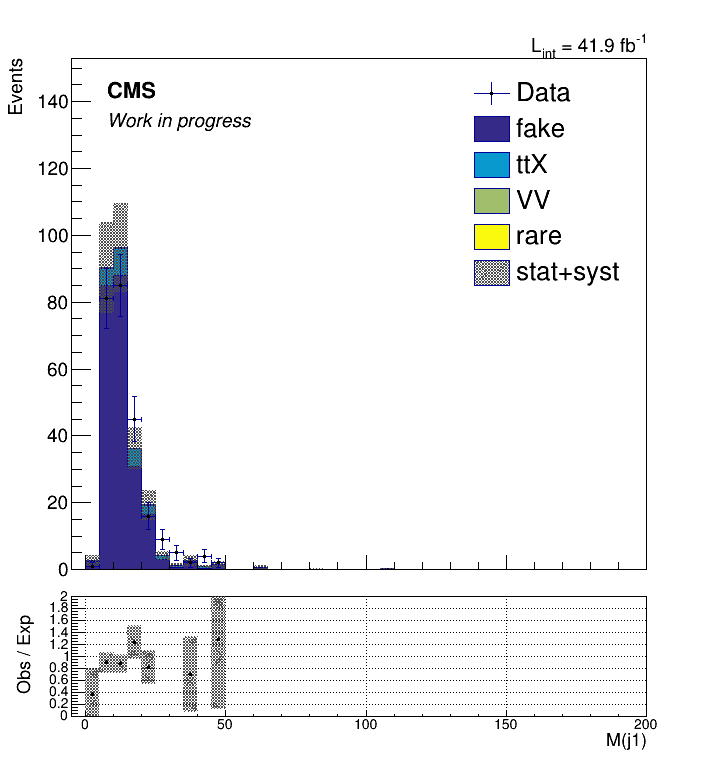 L_int = 41.9 fb^-1
Events
CMS
Work in progress
Data
fake
ttX
VV
rare
stat+syst
140
120
100
80
60
40
20
0
Obs / Exp
2
1.8
1.6
1.4
1.2
1
0.8
0.6
0.4
0.2
0
0 50 100 150 200
M(j1)